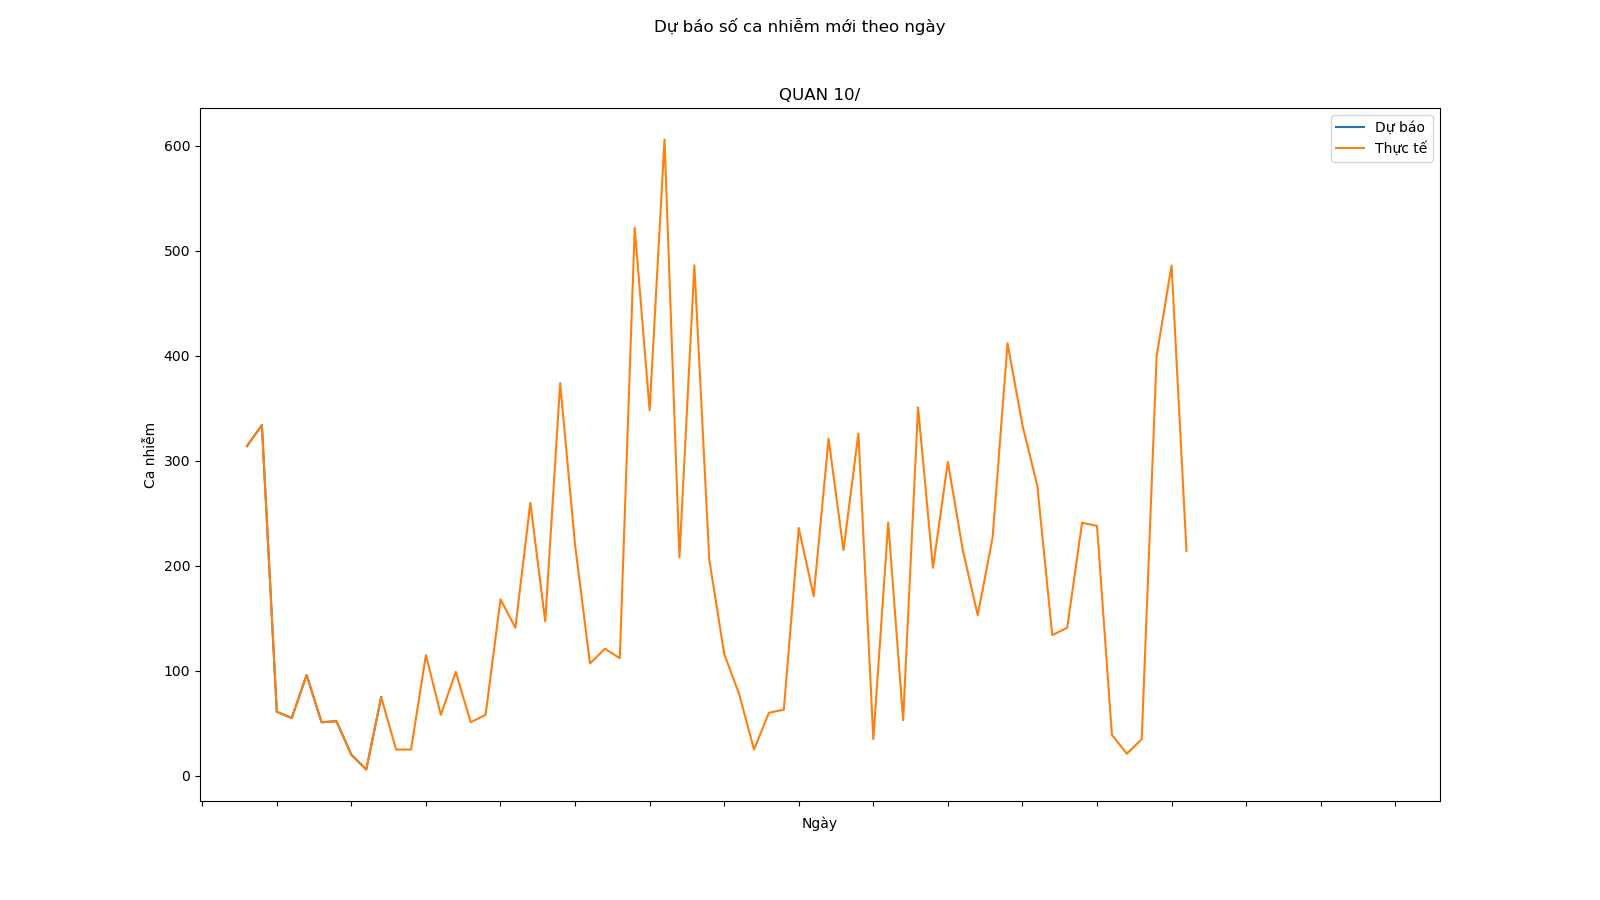 Dự báo số ca nhiễm mới theo ngày
QUAN 10/
Dự báo
Thực tế
600
500
400
300
200
100
0
Ca nhiễm
Ngày